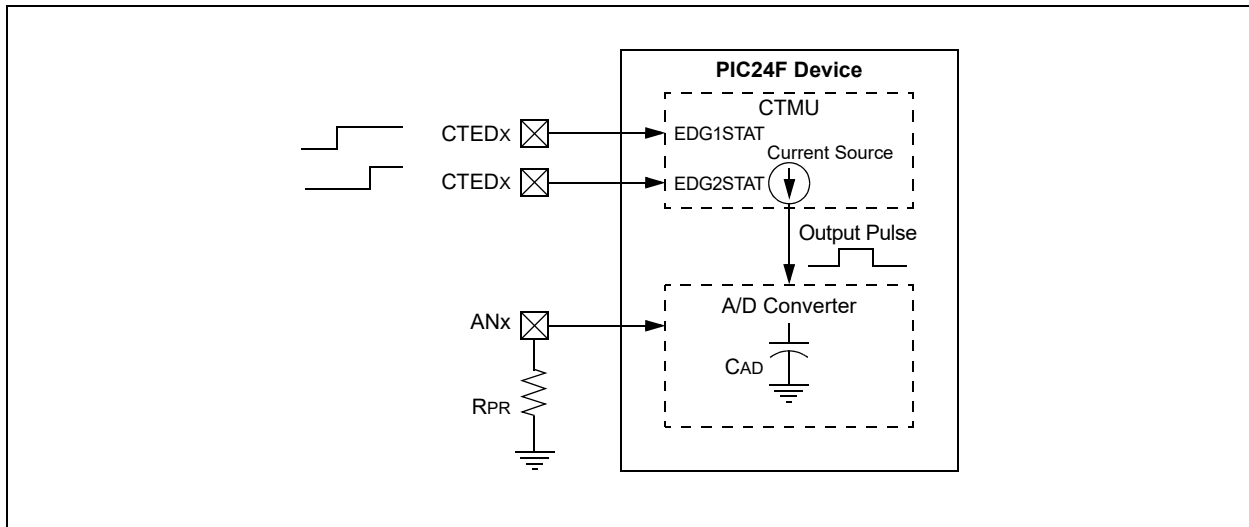 PIC24F Device
CTMU
CTEDx
EDG1STAT
Current Source
CTEDx
EDG2STAT
Output Pulse
A/D Converter
ANx
CAD
RPR